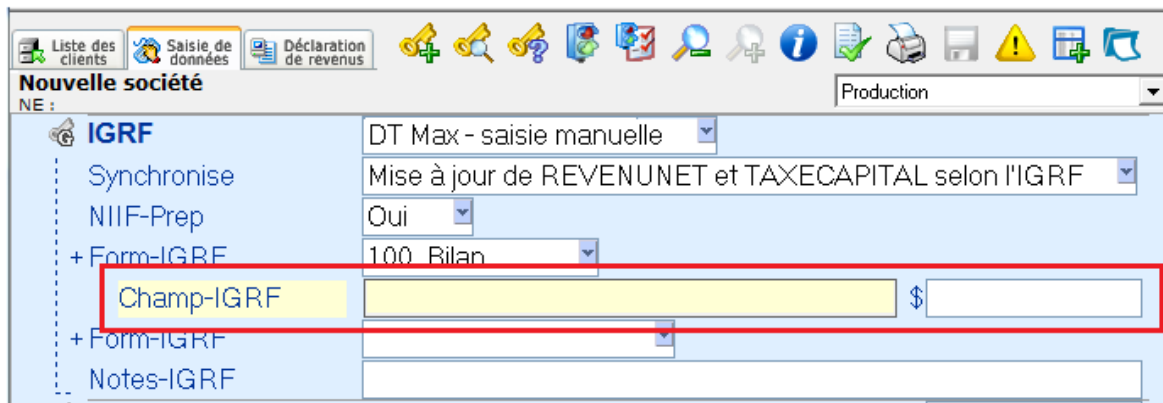 Liste des clients
Saisie de données
Déclaration de revenus
Nouvelle société
Production
NE :
IGRF DT Max - saisie manuelle
Synchronise Mise à jour de REVENUNET et TAXECAPITAL selon l'IGRF
NIIF-Prep Oui
+ Form-IGRF 100 Bilan
Champ-IGRF $
+ Form-IGRF
Notes-IGRF